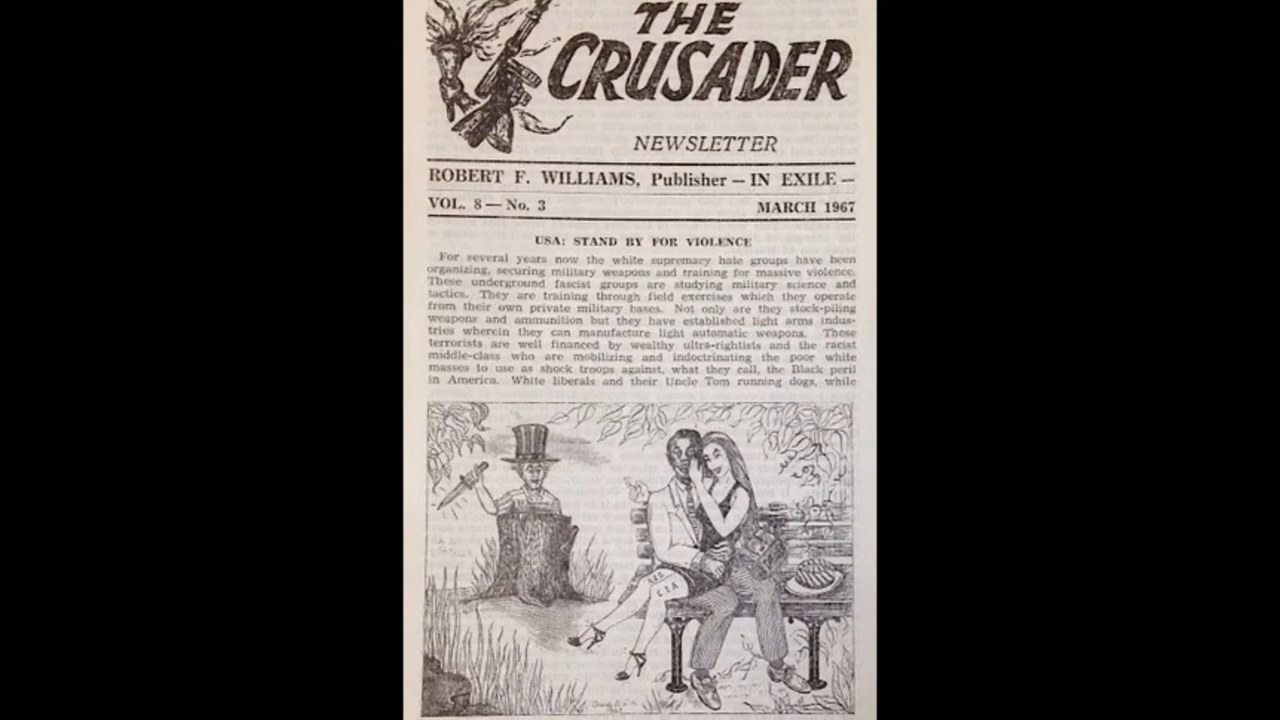 THE
CRUSADER
NEWSLETTER
ROBERT F. WILLIAMS, Publisher — IN EXILE —
VOL. 8 — No. 3 MARCH 1967
USA: STAND BY FOR VIOLENCE
For several years now the white supremacy hate groups have been
organizing, securing military weapons and training for massive violence.
These underground fascist groups are studying military science and
tactics. They are training through field exercises which they operate
from their own private military bases. Not only are they stock-piling
weapons and ammunition but they have established light arms indus-
tries wherein they can manufacture light automatic weapons. These
terrorists are well financed by wealthy ultra-rightists and the racist
middle-class who are mobilizing and indoctrinating the poor white
masses to use as shock troops against, what they call, the Black peril
in America. White liberals and their Uncle Tom running dogs, while
CIA